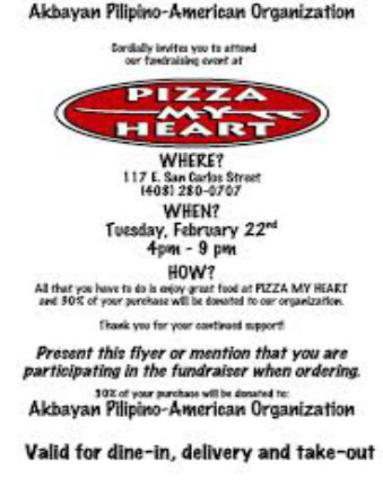 Akbayan Pilipino-American Organization
Cordially invites you to attend
our fundraising event at
PIZZA
MY
HEART
WHERE?
117 E. San Carlos Street
(408) 280-0707
WHEN?
Tuesday, February 22nd
4pm - 9 pm
HOW?
All that you have to do is enjoy great food at PIZZA MY HEART
and 30% of your purchase will be donated to our organization.
Thank you for your continued support!
Present this flyer or mention that you are
participating in the fundraiser when ordering.
30% of your purchase will be donated to:
Akbayan Pilipino-American Organization
Valid for dine-in, delivery and take-out